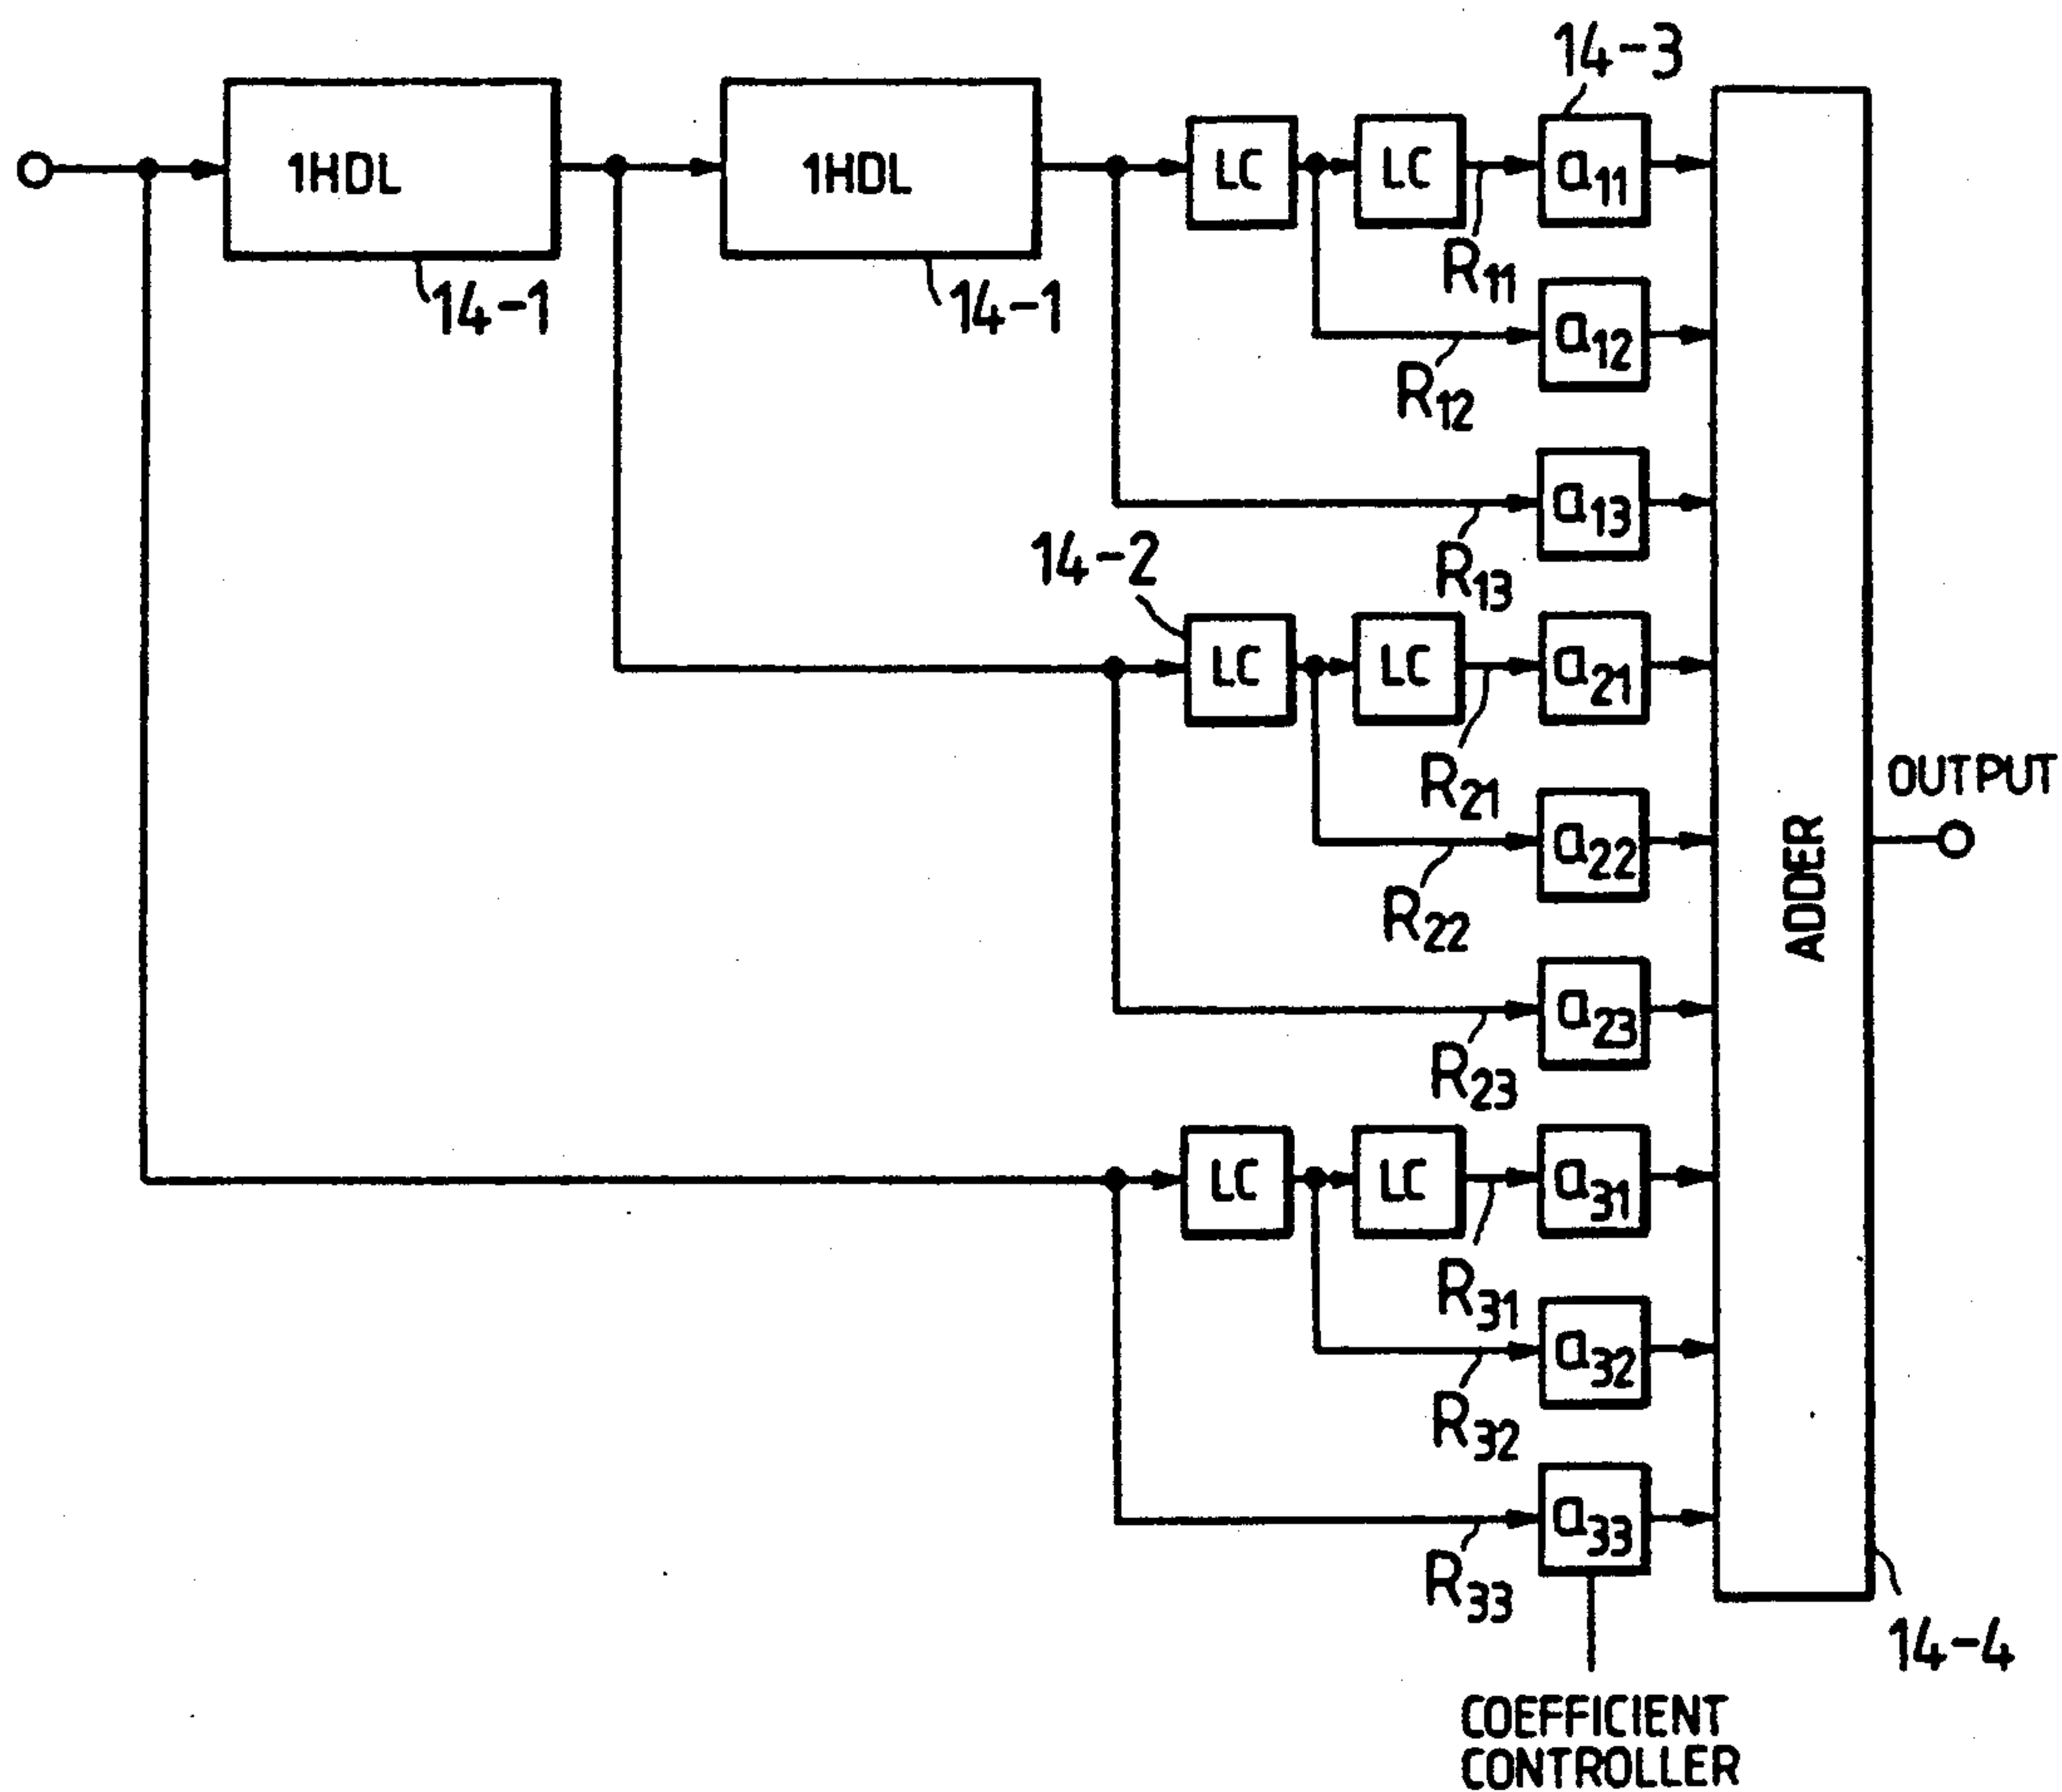 14-3
1HDL
1HDL
LC
LC
a11
R11
14-1
14-1
a12
R12
a13
R13
14-2
LC
LC
a21
R21
OUTPUT
a22
R22
ADDER
a23
R23
LC
LC
a31
R31
a32
R32
a33
R33
14-4
COEFFICIENT
CONTROLLER